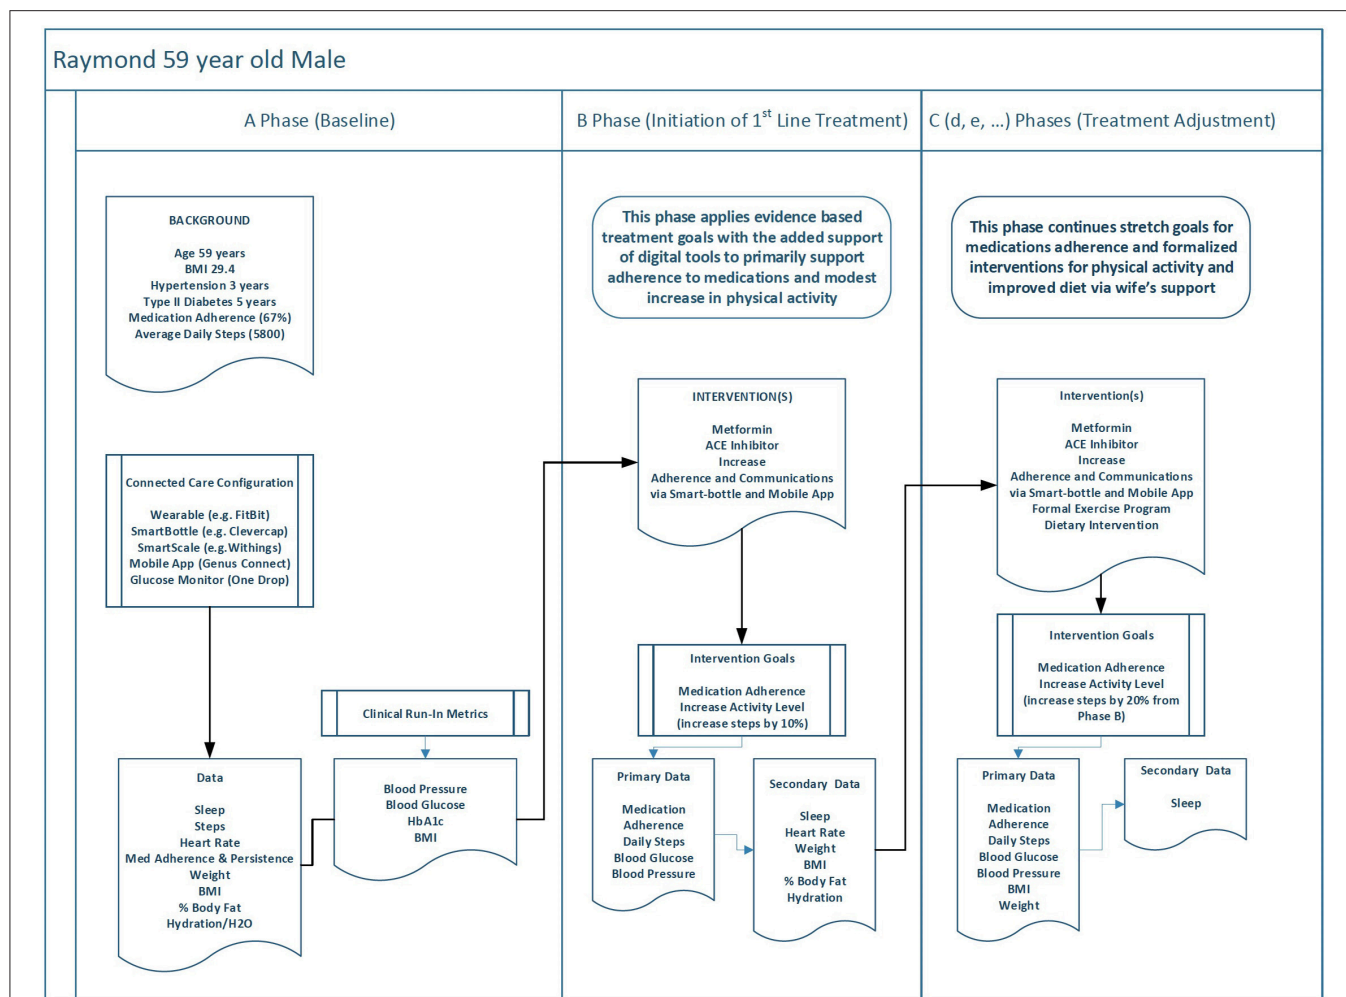 Raymond 59 year old Male
A Phase (Baseline)
B Phase (Initiation of 1st Line Treatment)
C (d, e, ...) Phases (Treatment Adjustment)
BACKGROUND
Age 59 years
BMI 29.4
Hypertension 3 years
Type II Diabetes 5 years
Medication Adherence (67%)
Average Daily Steps (5800)
Connected Care Configuration
Wearable (e.g. FitBit)
SmartBottle (e.g. Clevercap)
SmartScale (e.g.Withings)
Mobile App (Genus Connect)
Glucose Monitor (One Drop)
Data
Sleep
Steps
Heart Rate
Med Adherence & Persistence
Weight
BMI
% Body Fat
Hydration/H2O
Clinical Run-In Metrics
Blood Pressure
Blood Glucose
HbA1c
BMI
This phase applies evidence based
treatment goals with the added support
of digital tools to primarily support
adherence to medications and modest
increase in physical activity
INTERVENTION(S)
Metformin
ACE Inhibitor
Increase
Adherence and Communications
via Smart-bottle and Mobile App
Intervention Goals
Medication Adherence
Increase Activity Level
(increase steps by 10%)
Primary Data
Medication
Adherence
Daily Steps
Blood Glucose
Blood Pressure
Secondary Data
Sleep
Heart Rate
Weight
BMI
% Body Fat
Hydration
This phase continues stretch goals for
medications adherence and formalized
interventions for physical activity and
improved diet via wife's support
Intervention(s)
Metformin
ACE Inhibitor
Increase
Adherence and Communications
via Smart-bottle and Mobile App
Formal Exercise Program
Dietary Intervention
Intervention Goals
Medication Adherence
Increase Activity Level
(increase steps by 20% from
Phase B)
Primary Data
Medication
Adherence
Daily Steps
Blood Glucose
Blood Pressure
BMI
Weight
Secondary Data
Sleep